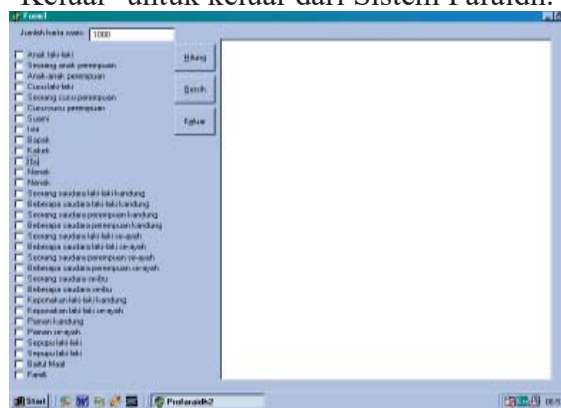 "Keluar" untuk keluar dari Sistem Faraidh.
Form1
Jumlah harta waris 1000
Anak laki-laki
Seorang anak perempuan
Anak-anak perempuan
Cucu laki-laki
Seorang cucu perempuan
Cucu-cucu perempuan
Suami
Istri
Bapak
Kakek
Ibu
Nenek
Nenek
Seorang saudara laki-laki kandung
Beberapa saudara laki-laki kandung
Seorang saudara perempuan kandung
Beberapa saudara perempuan kandung
Seorang saudara laki-laki se-ayah
Beberapa saudara laki-laki se-ayah
Seorang saudara perempuan se-ayah
Beberapa saudara perempuan se-ayah
Seorang saudara se-ibu
Beberapa saudara se-ibu
Keponakan laki-laki kandung
Keponakan laki-laki se-ayah
Paman kandung
Paman se-ayah
Sepupu laki-laki
Sepupu laki-laki
Baitul Maal
Fardi
Hitung
Bersih
Keluar
Start
Profaraidh2